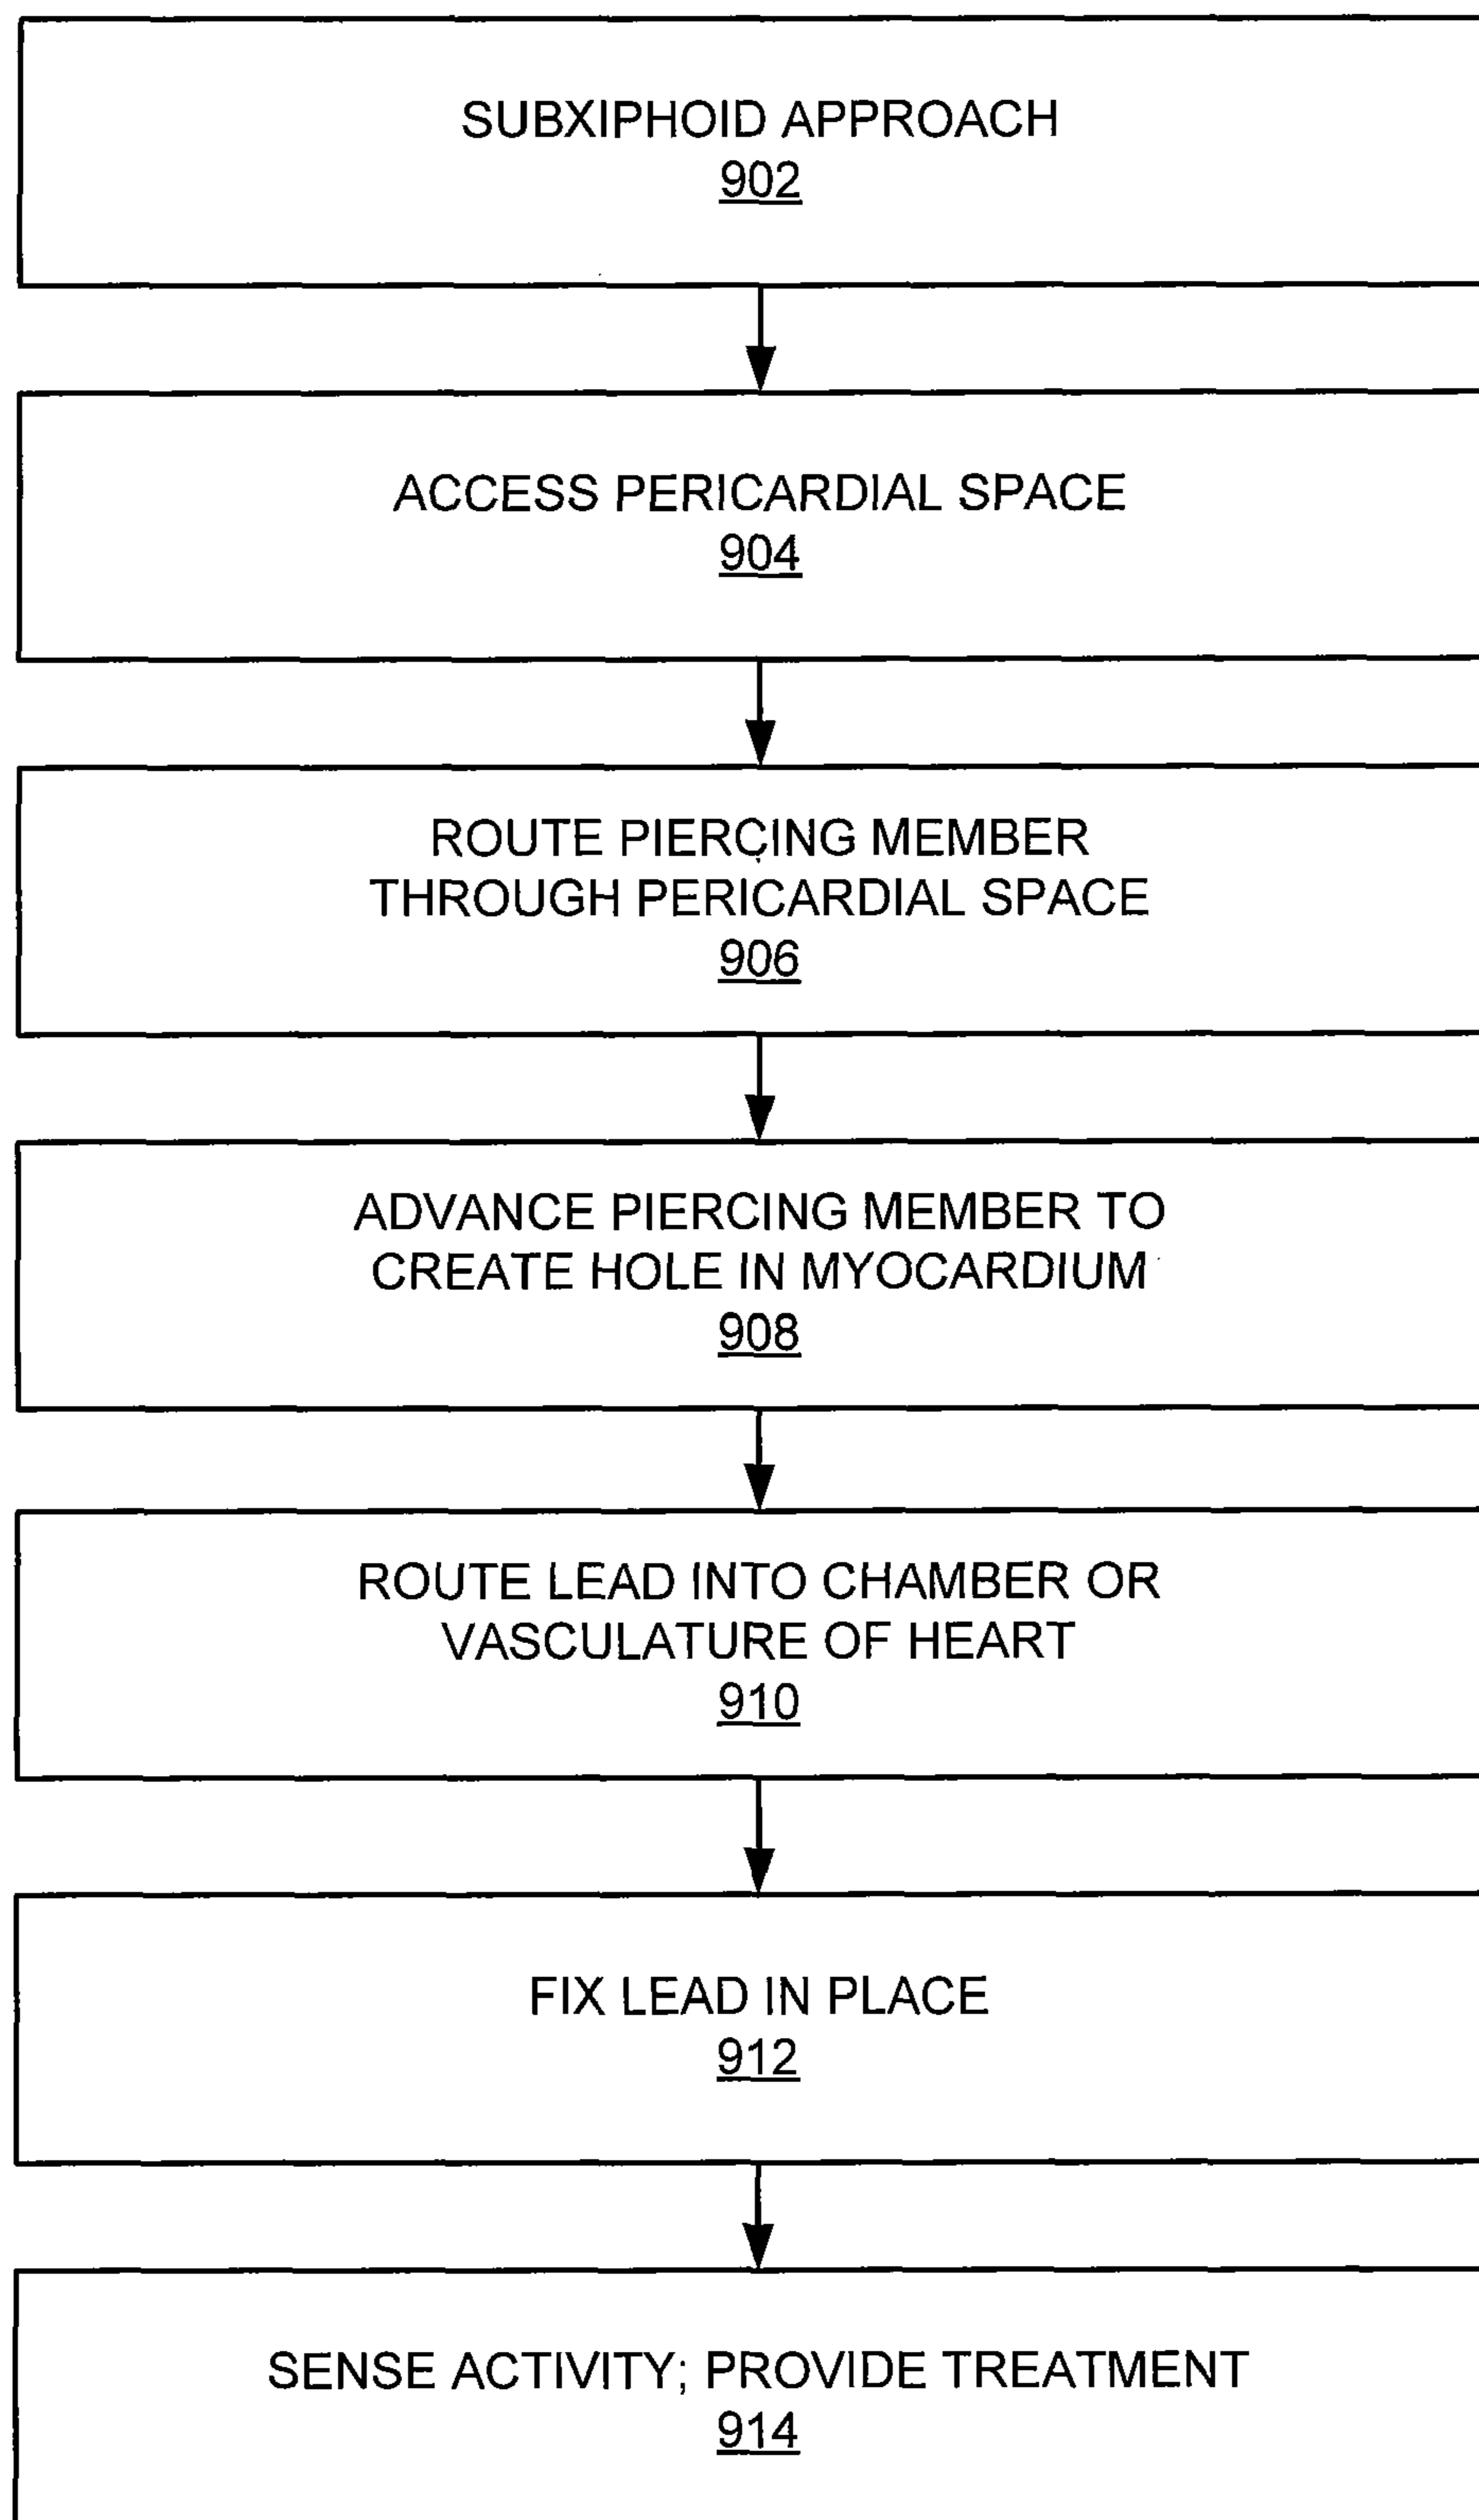 SUBXIPHOID APPROACH
902
ACCESS PERICARDIAL SPACE
904
ROUTE PIERCING MEMBER
THROUGH PERICARDIAL SPACE
906
ADVANCE PIERCING MEMBER TO
CREATE HOLE IN MYOCARDIUM
908
ROUTE LEAD INTO CHAMBER OR
VASCULATURE OF HEART
910
FIX LEAD IN PLACE
912
SENSE ACTIVITY; PROVIDE TREATMENT
914